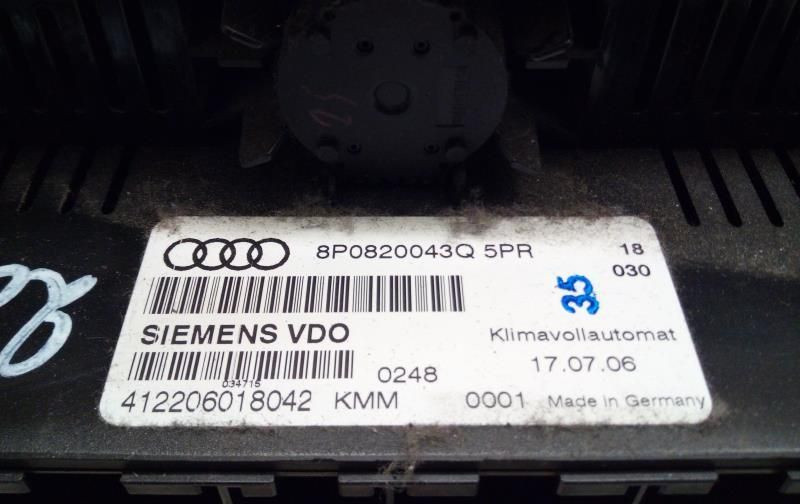 8P0820043Q 5PR 18
030
35
SIEMENS VDO
Klimavollautomat
034715
0248
17.07.06
412206018042 KMM 0001 Made in Germany